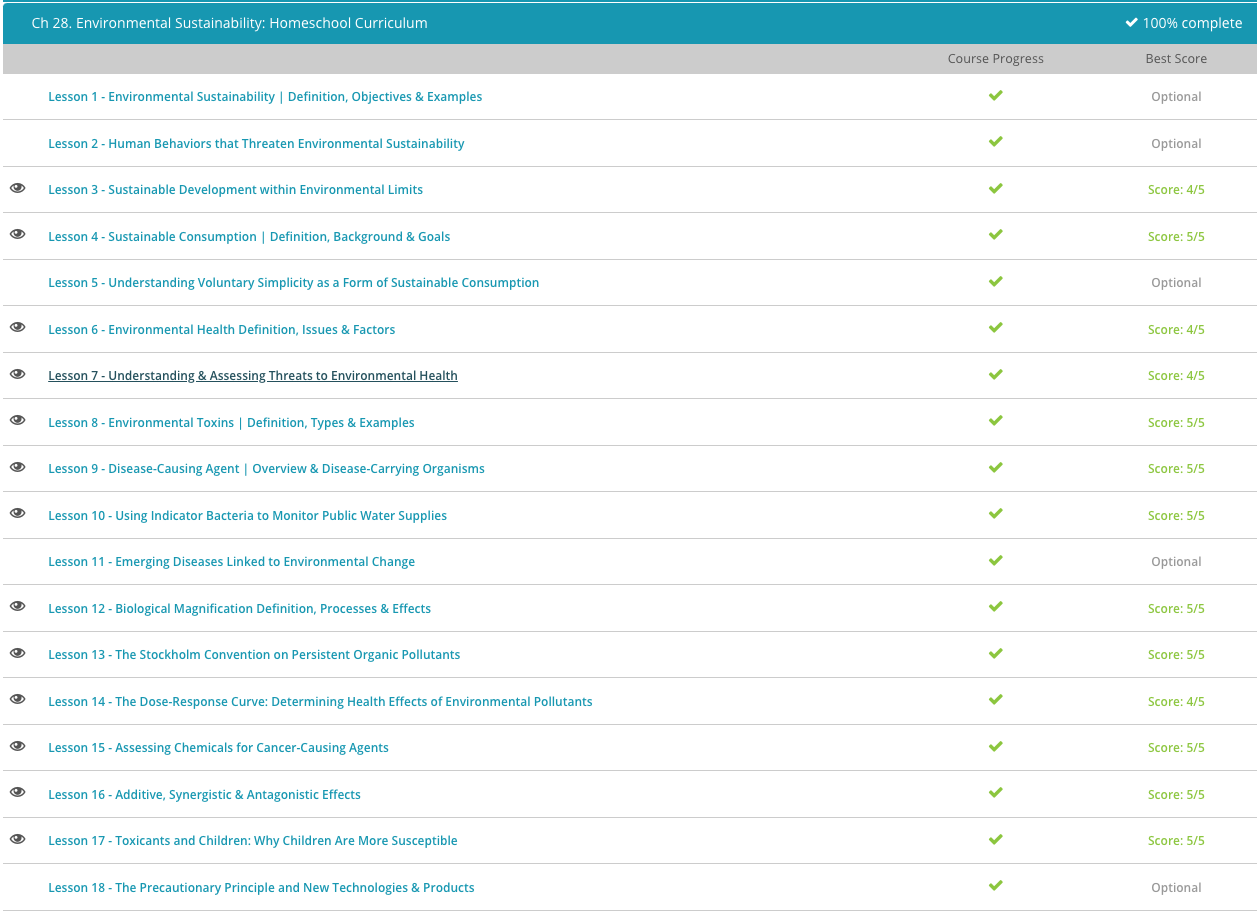 Ch 28. Environmental Sustainability: Homeschool Curriculum 100% complete
Course Progress Best Score
Lesson 1 - Environmental Sustainability | Definition, Objectives & Examples Optional
Lesson 2 - Human Behaviors that Threaten Environmental Sustainability Optional
Lesson 3 - Sustainable Development within Environmental Limits Score: 4/5
Lesson 4 - Sustainable Consumption | Definition, Background & Goals Score: 5/5
Lesson 5 - Understanding Voluntary Simplicity as a Form of Sustainable Consumption Optional
Lesson 6 - Environmental Health Definition, Issues & Factors Score: 4/5
Lesson 7 - Understanding & Assessing Threats to Environmental Health Score: 4/5
Lesson 8 - Environmental Toxins | Definition, Types & Examples Score: 5/5
Lesson 9 - Disease-Causing Agent | Overview & Disease-Carrying Organisms Score: 5/5
Lesson 10 - Using Indicator Bacteria to Monitor Public Water Supplies Score: 5/5
Lesson 11 - Emerging Diseases Linked to Environmental Change Optional
Lesson 12 - Biological Magnification Definition, Processes & Effects Score: 5/5
Lesson 13 - The Stockholm Convention on Persistent Organic Pollutants Score: 5/5
Lesson 14 - The Dose-Response Curve: Determining Health Effects of Environmental Pollutants Score: 4/5
Lesson 15 - Assessing Chemicals for Cancer-Causing Agents Score: 5/5
Lesson 16 - Additive, Synergistic & Antagonistic Effects Score: 5/5
Lesson 17 - Toxicants and Children: Why Children Are More Susceptible Score: 5/5
Lesson 18 - The Precautionary Principle and New Technologies & Products Optional